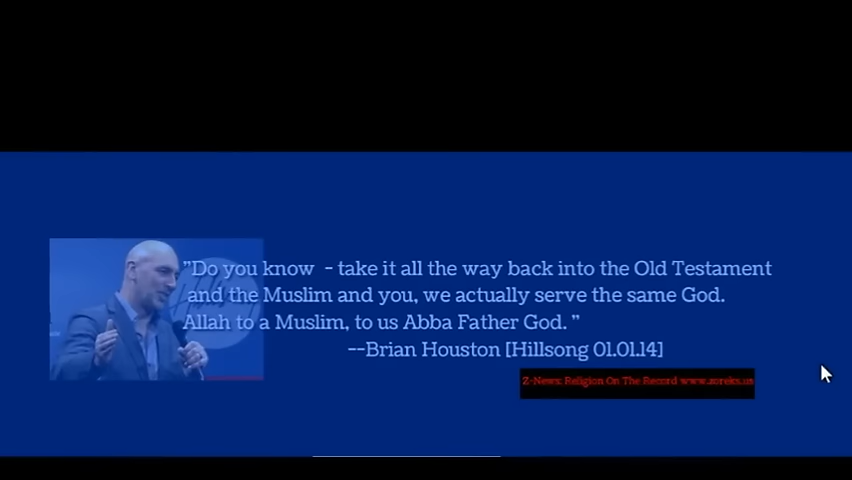 "Do you know - take it all the way back into the Old Testament
and the Muslim and you, we actually serve the same God.
Allah to a Muslim, to us Abba Father God. "
--Brian Houston [Hillsong 01.01.14]
Z-News: Religion On The Record